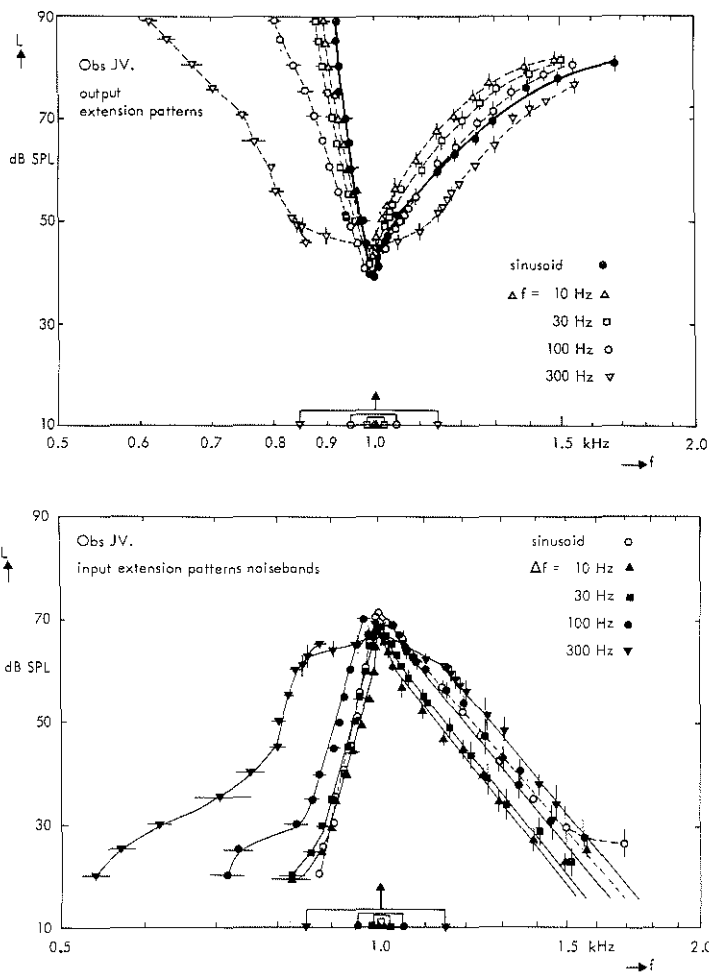 L
90
Obs JV.
output
extension patterns
70
dB SPL
50
sinusoid
Δf = 10 Hz
30
30 Hz
100 Hz
300 Hz
10
0.5 0.6 0.7 0.8 0.9 1.0 1.5 kHz 2.0
f
L
90
Obs JV.
input extension patterns noisebands
sinusoid
Δf = 10 Hz
30 Hz
100 Hz
300 Hz
70
dB SPL
50
30
10
0.5 1.0 1.5 kHz 2.0
f